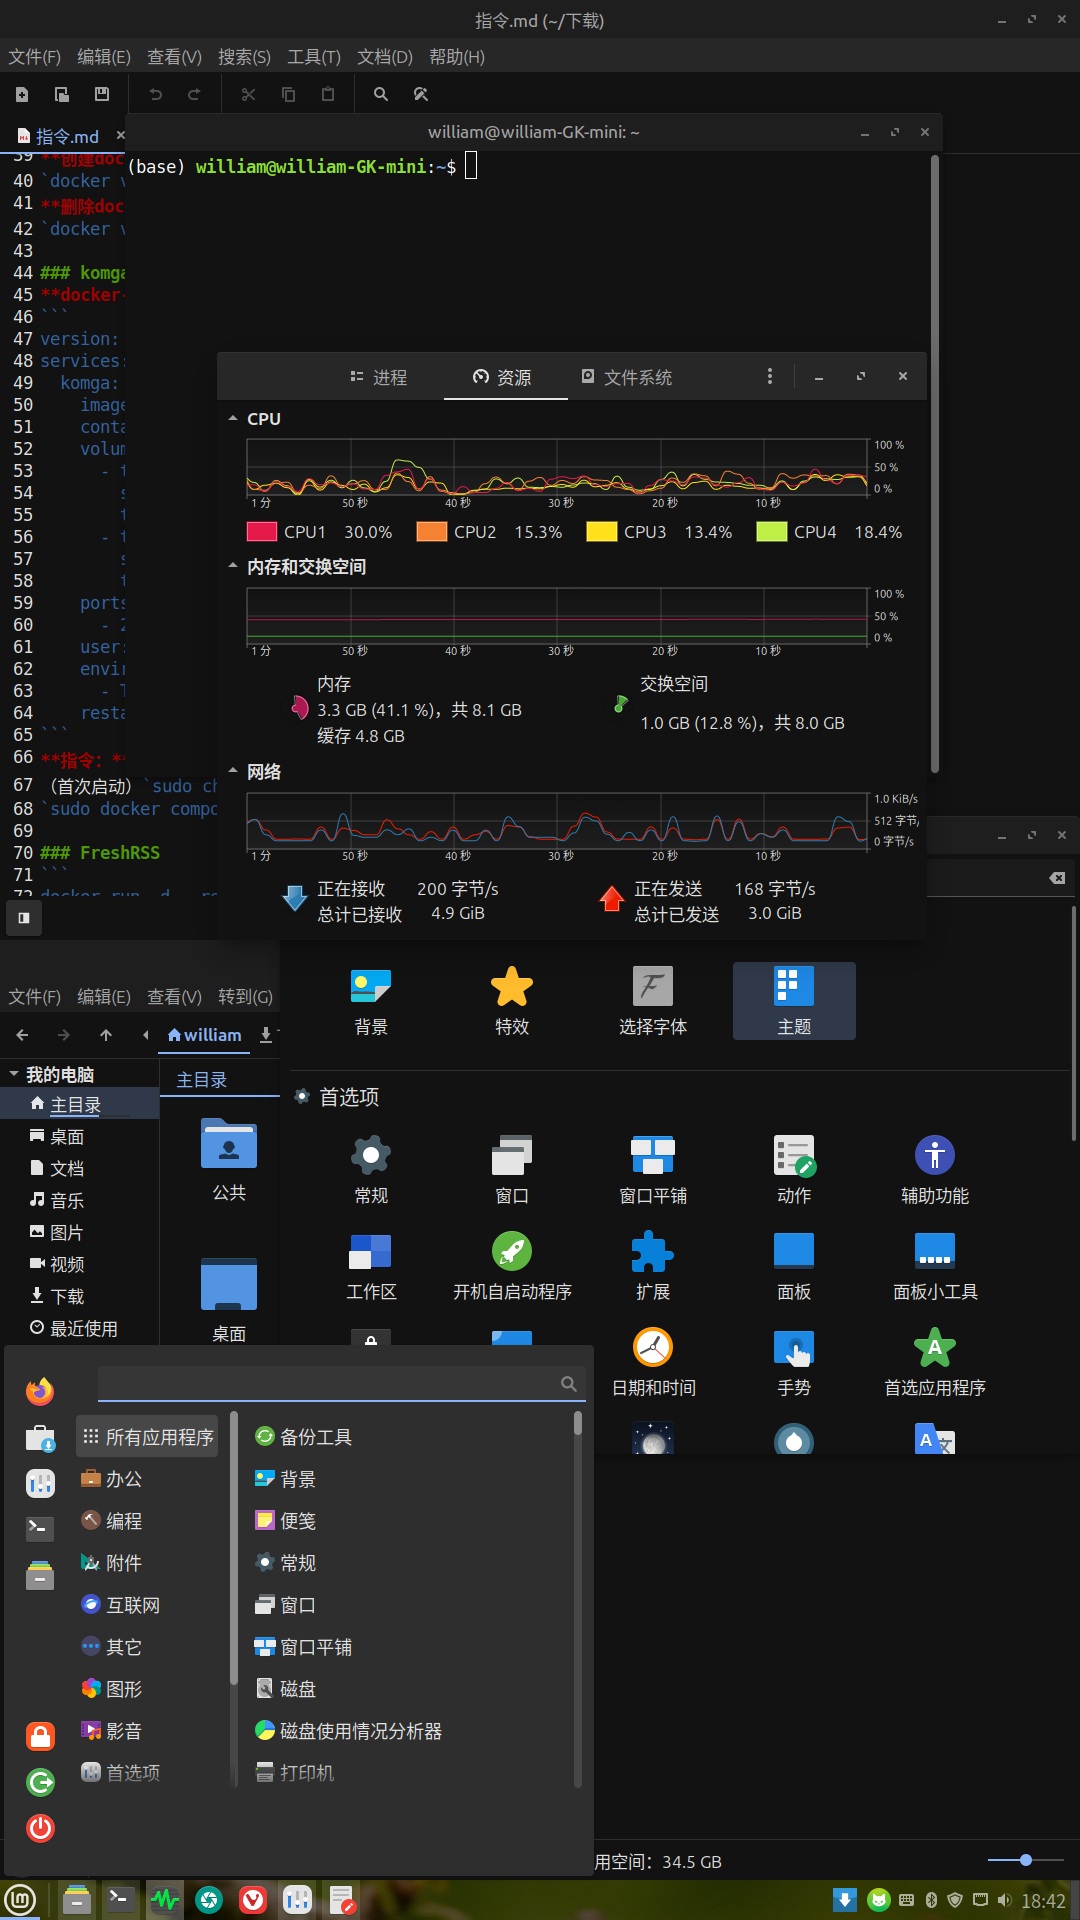 指令.md (~/下载)
文件(F) 编辑(E) 查看(V) 搜索(S) 工具(T) 文档(D) 帮助(H)
指令.md
william@william-GK-mini: ~
(base) william@william-GK-mini:~$
39 **创建doc
40 `docker v
41 **删除doc
42 `docker v
43
44 ### komga
45 **docker-
46 ```
47 version:
48 services:
49 komga:
50 image
51 conta
52 volum
53 - t
54 s
55 t
56 - t
57 s
58 t
59 ports
60 - 2
61 user:
62 envir
63 - T
64 resta
65 ```
66 **指令：*
67 （首次启动）`sudo ch
68 `sudo docker compo
69
70 ### FreshRSS
71 ```
72 docker run -d --re
进程 资源 文件系统
CPU
100 %
50 %
0 %
1 分 50 秒 40 秒 30 秒 20 秒 10 秒
CPU1 30.0% CPU2 15.3% CPU3 13.4% CPU4 18.4%
内存和交换空间
100 %
50 %
0 %
1 分 50 秒 40 秒 30 秒 20 秒 10 秒
内存
3.3 GB (41.1 %)，共 8.1 GB
缓存 4.8 GB
交换空间
1.0 GB (12.8 %)，共 8.0 GB
网络
1.0 KiB/s
512 字节/
0 字节/s
1 分 50 秒 40 秒 30 秒 20 秒 10 秒
正在接收 200 字节/s
总计已接收 4.9 GiB
正在发送 168 字节/s
总计已发送 3.0 GiB
文件(F) 编辑(E) 查看(V) 转到(G)
william
我的电脑
主目录
桌面
文档
音乐
图片
视频
下载
最近使用
主目录
公共
桌面
背景 特效 选择字体 主题
首选项
常规 窗口 窗口平铺 动作 辅助功能
工作区 开机自启动程序 扩展 面板 面板小工具
日期和时间 手势 首选应用程序
所有应用程序
办公
编程
附件
互联网
其它
图形
影音
首选项
备份工具
背景
便笺
常规
窗口
窗口平铺
磁盘
磁盘使用情况分析器
打印机
用空间：34.5 GB
18:42